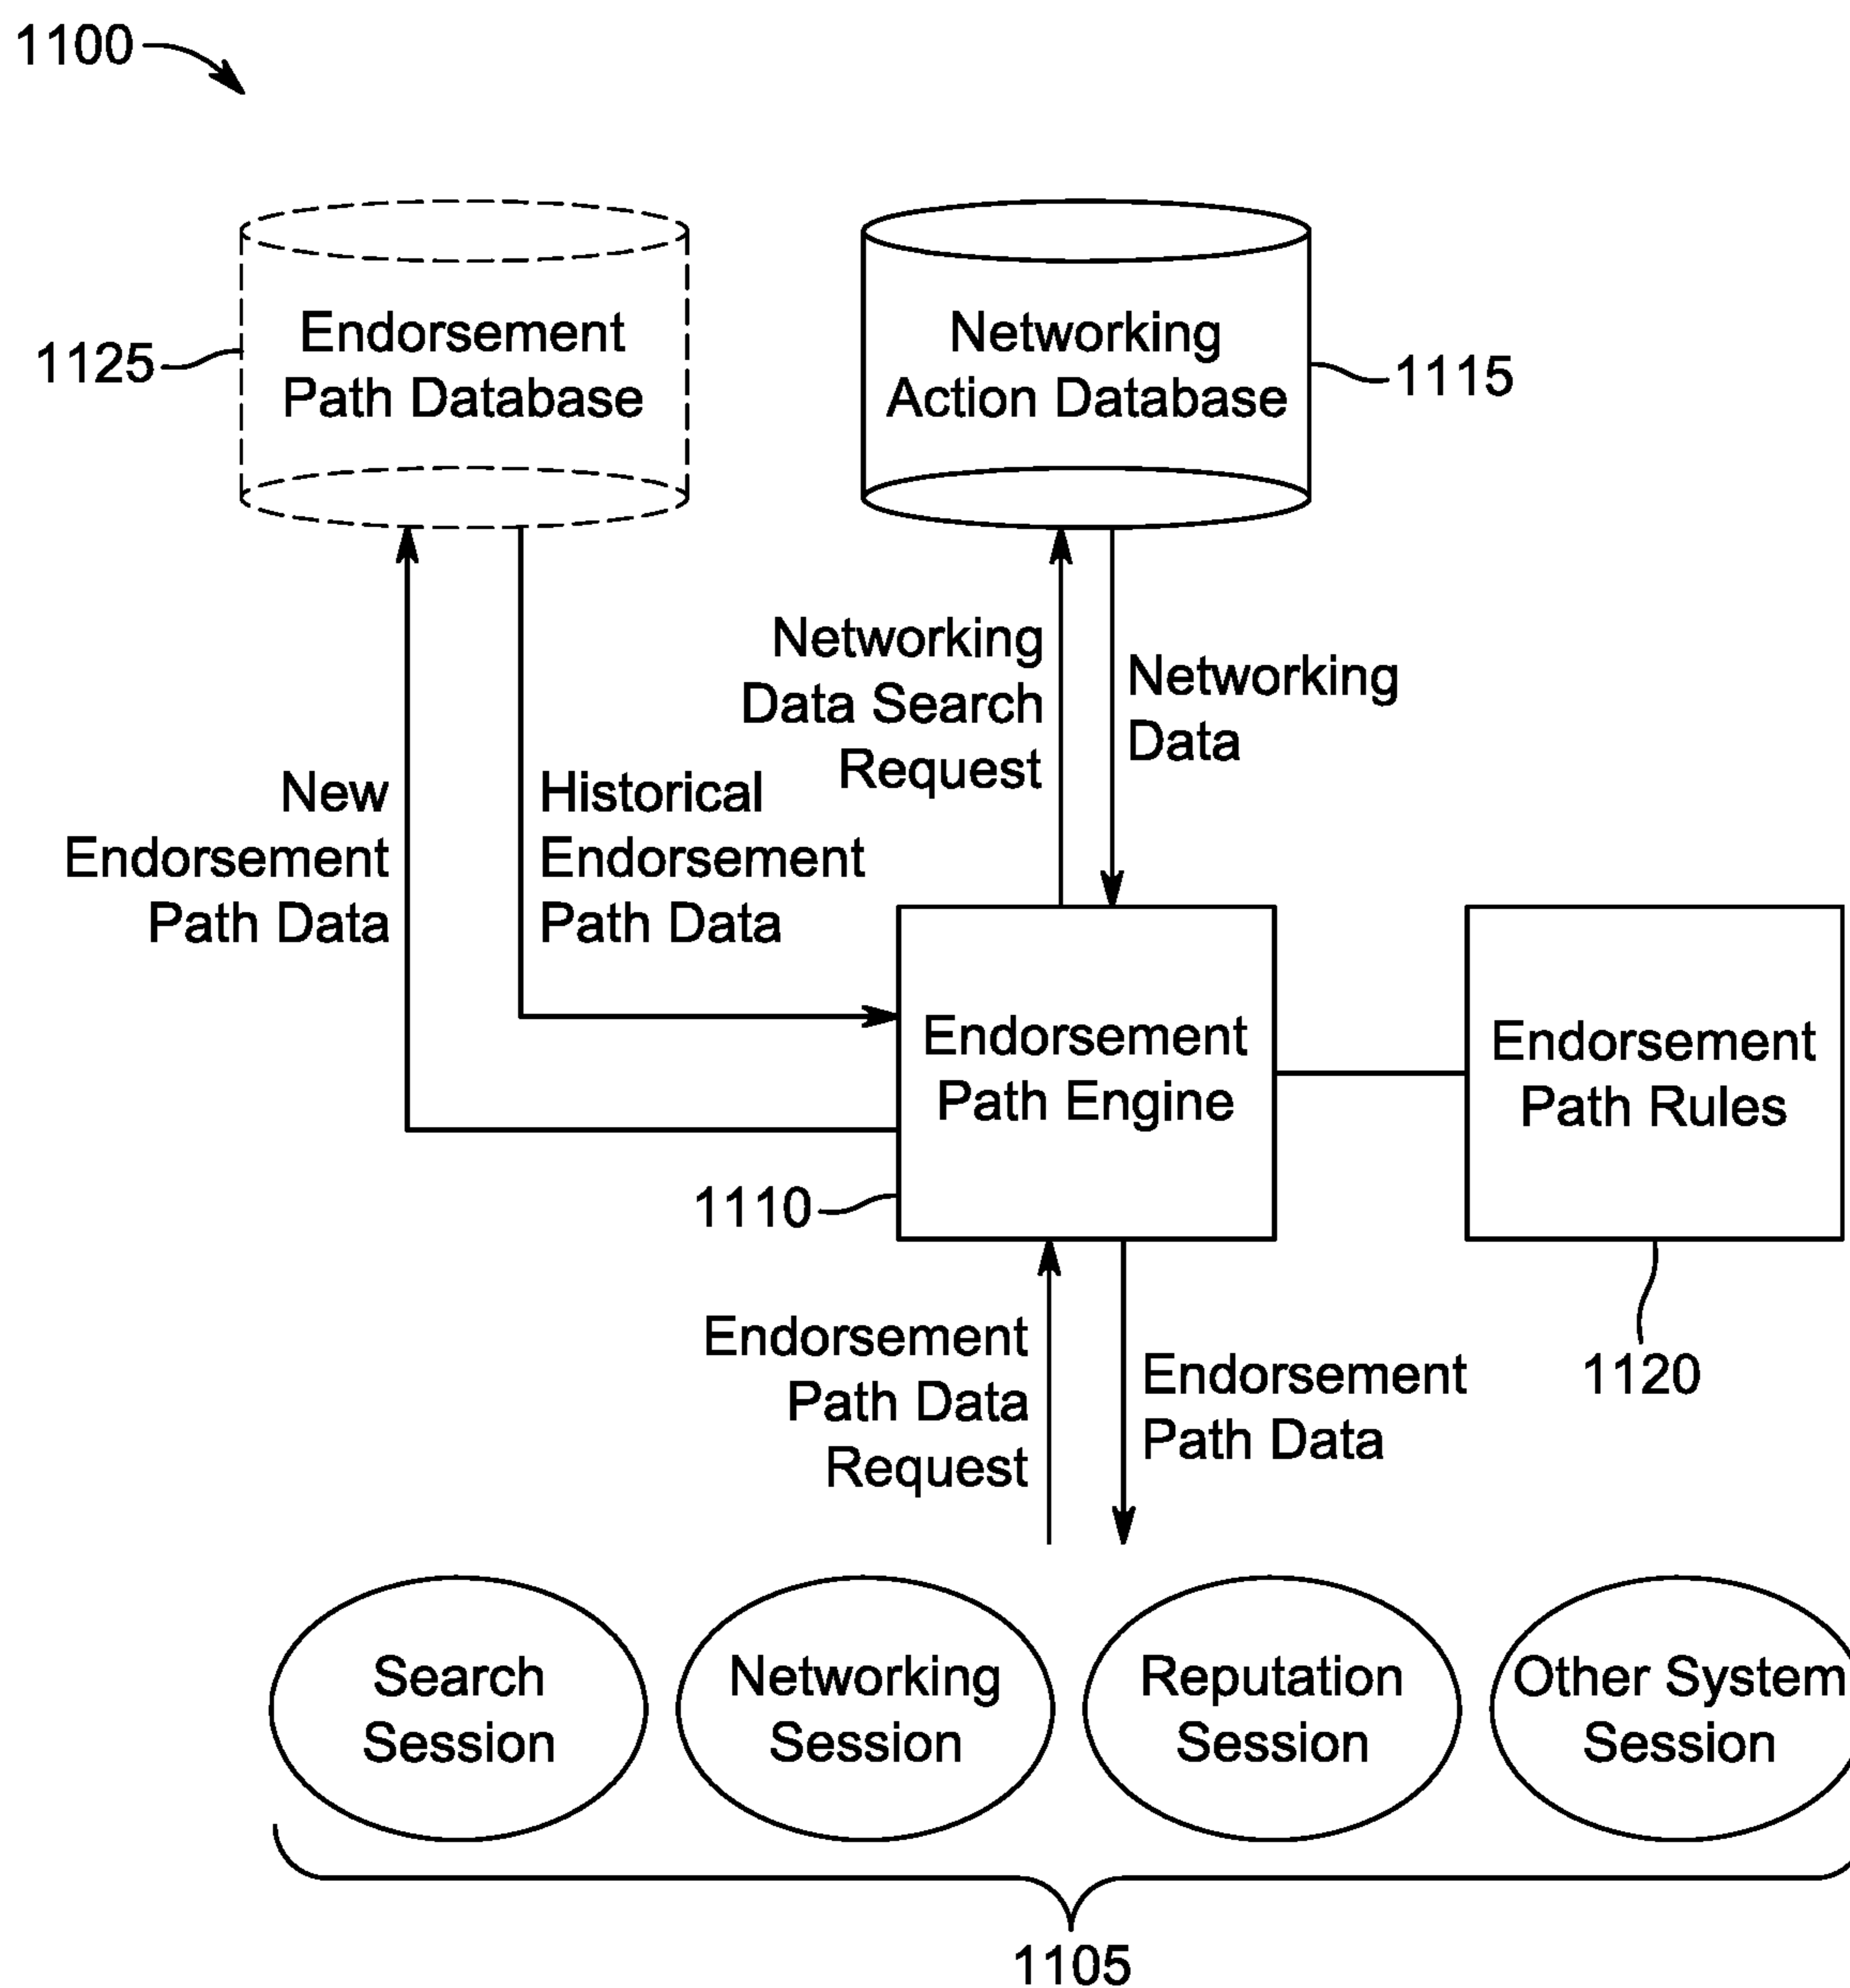 1100
Endorsement
Path Database
1125
Networking
Action Database
1115
Networking
Data Search
Request
Networking
Data
New
Endorsement
Path Data
Historical
Endorsement
Path Data
Endorsement
Path Engine
1110
Endorsement
Path Rules
1120
Endorsement
Path Data
Request
Endorsement
Path Data
Search
Session
Networking
Session
Reputation
Session
Other System
Session
1105